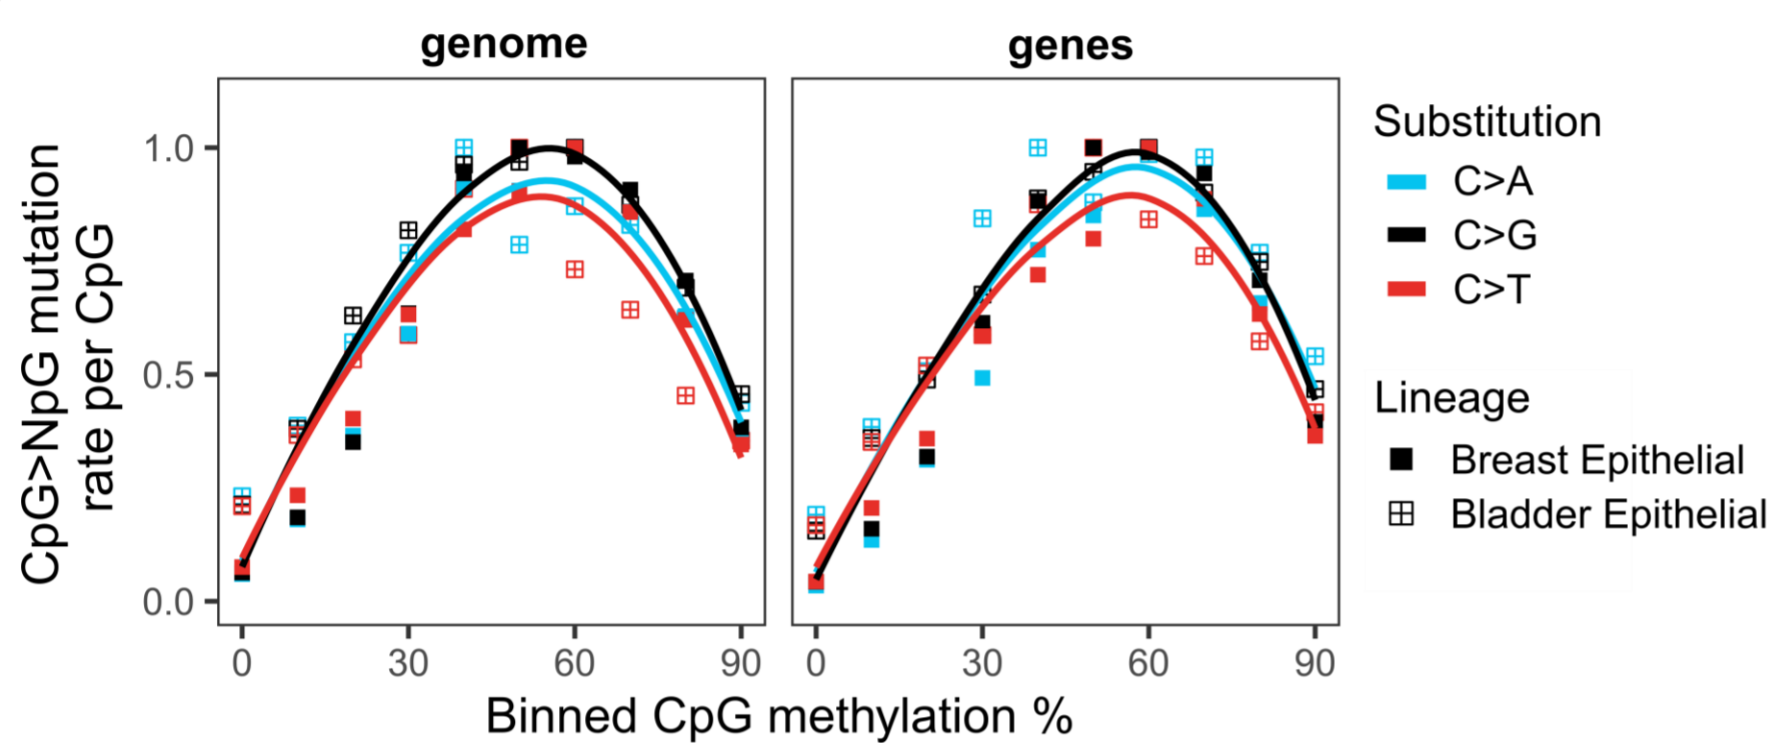 genome
genes
CpG>NpG mutation
rate per CpG
1.0
0.5
0.0
0
30
60
90
0
30
60
90
Binned CpG methylation %
Substitution
C>A
C>G
C>T
Lineage
Breast Epithelial
Bladder Epithelial